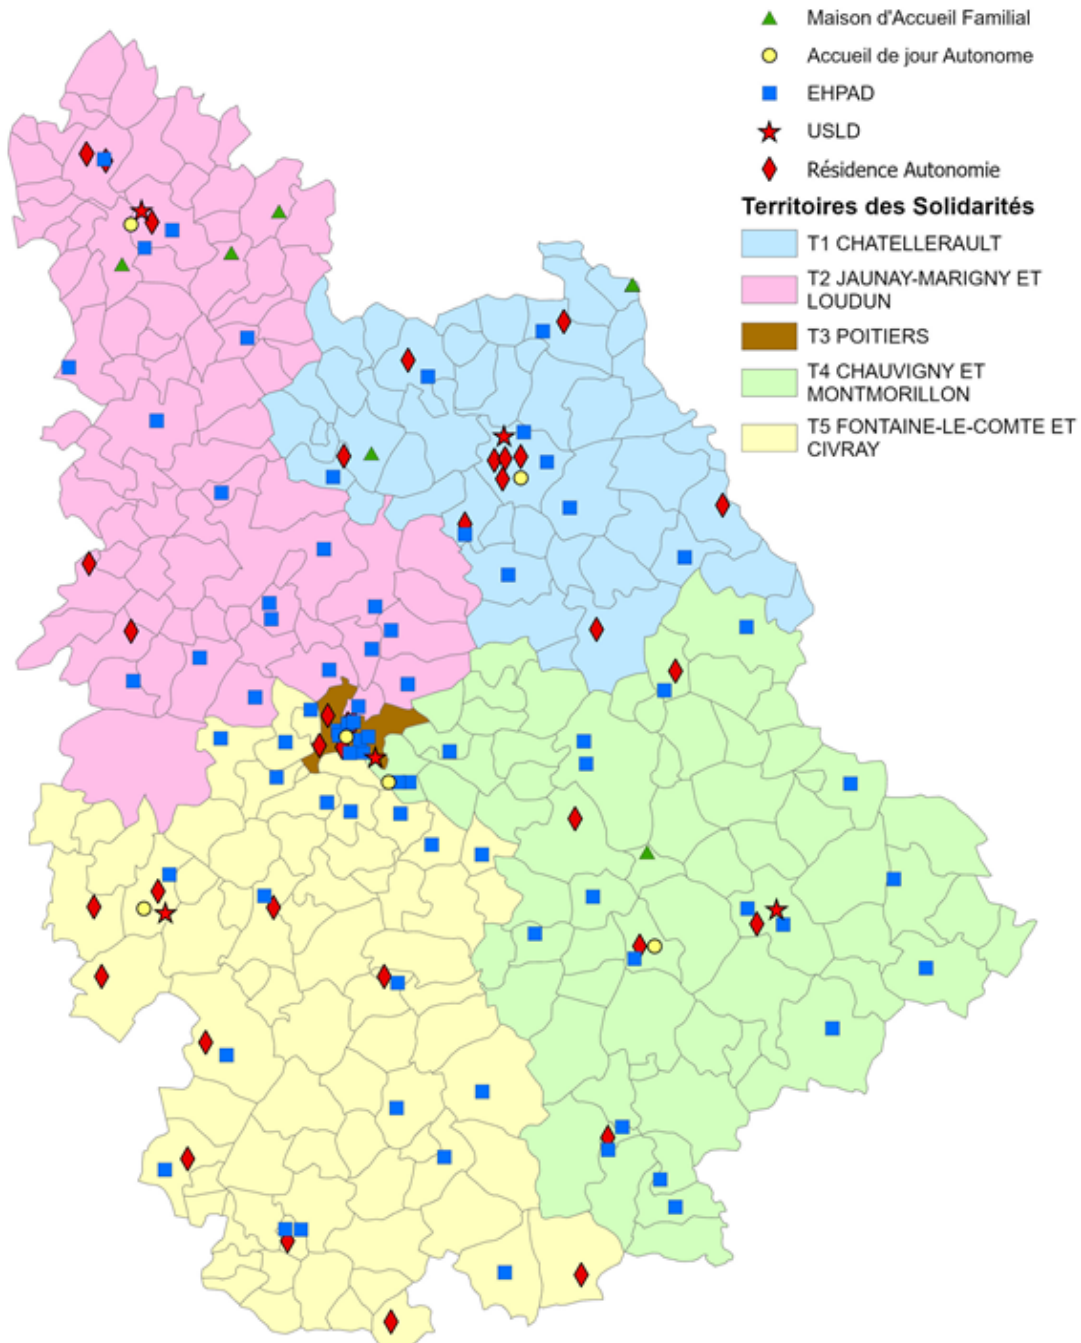 Maison d'Accueil Familial
Accueil de jour Autonome
EHPAD
USLD
Résidence Autonomie
Territoires des Solidarités
T1 CHATELLERAULT
T2 JAUNAY-MARIGNY ET
LOUDUN
T3 POITIERS
T4 CHAUVIGNY ET
MONTMORILLON
T5 FONTAINE-LE-COMTE ET
CIVRAY